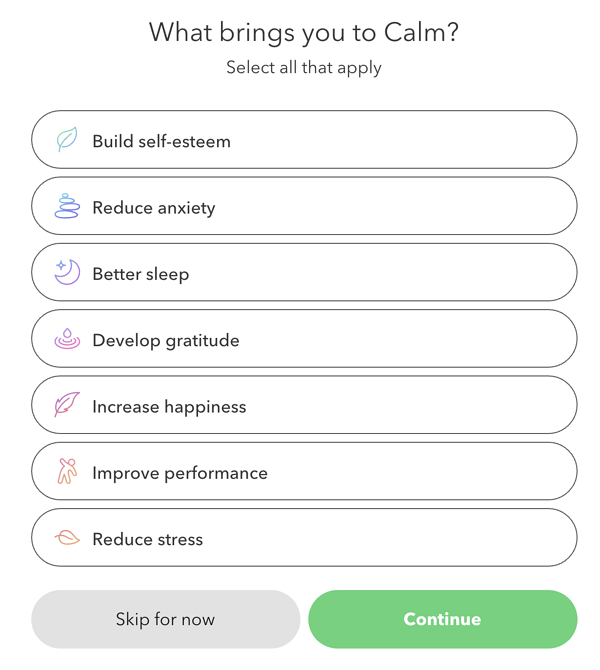 What brings you to Calm?
Select all that apply
Build self-esteem
Reduce anxiety
Better sleep
Develop gratitude
Increase happiness
Improve performance
Reduce stress
Skip for now
Continue